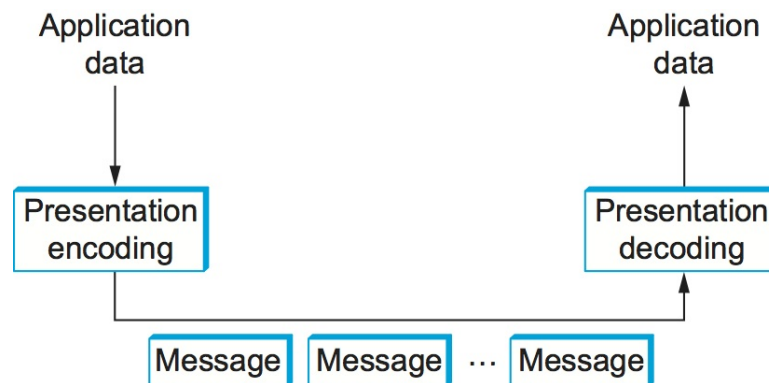 Application
data
Application
data
Presentation
encoding
Presentation
decoding
Message Message ... Message